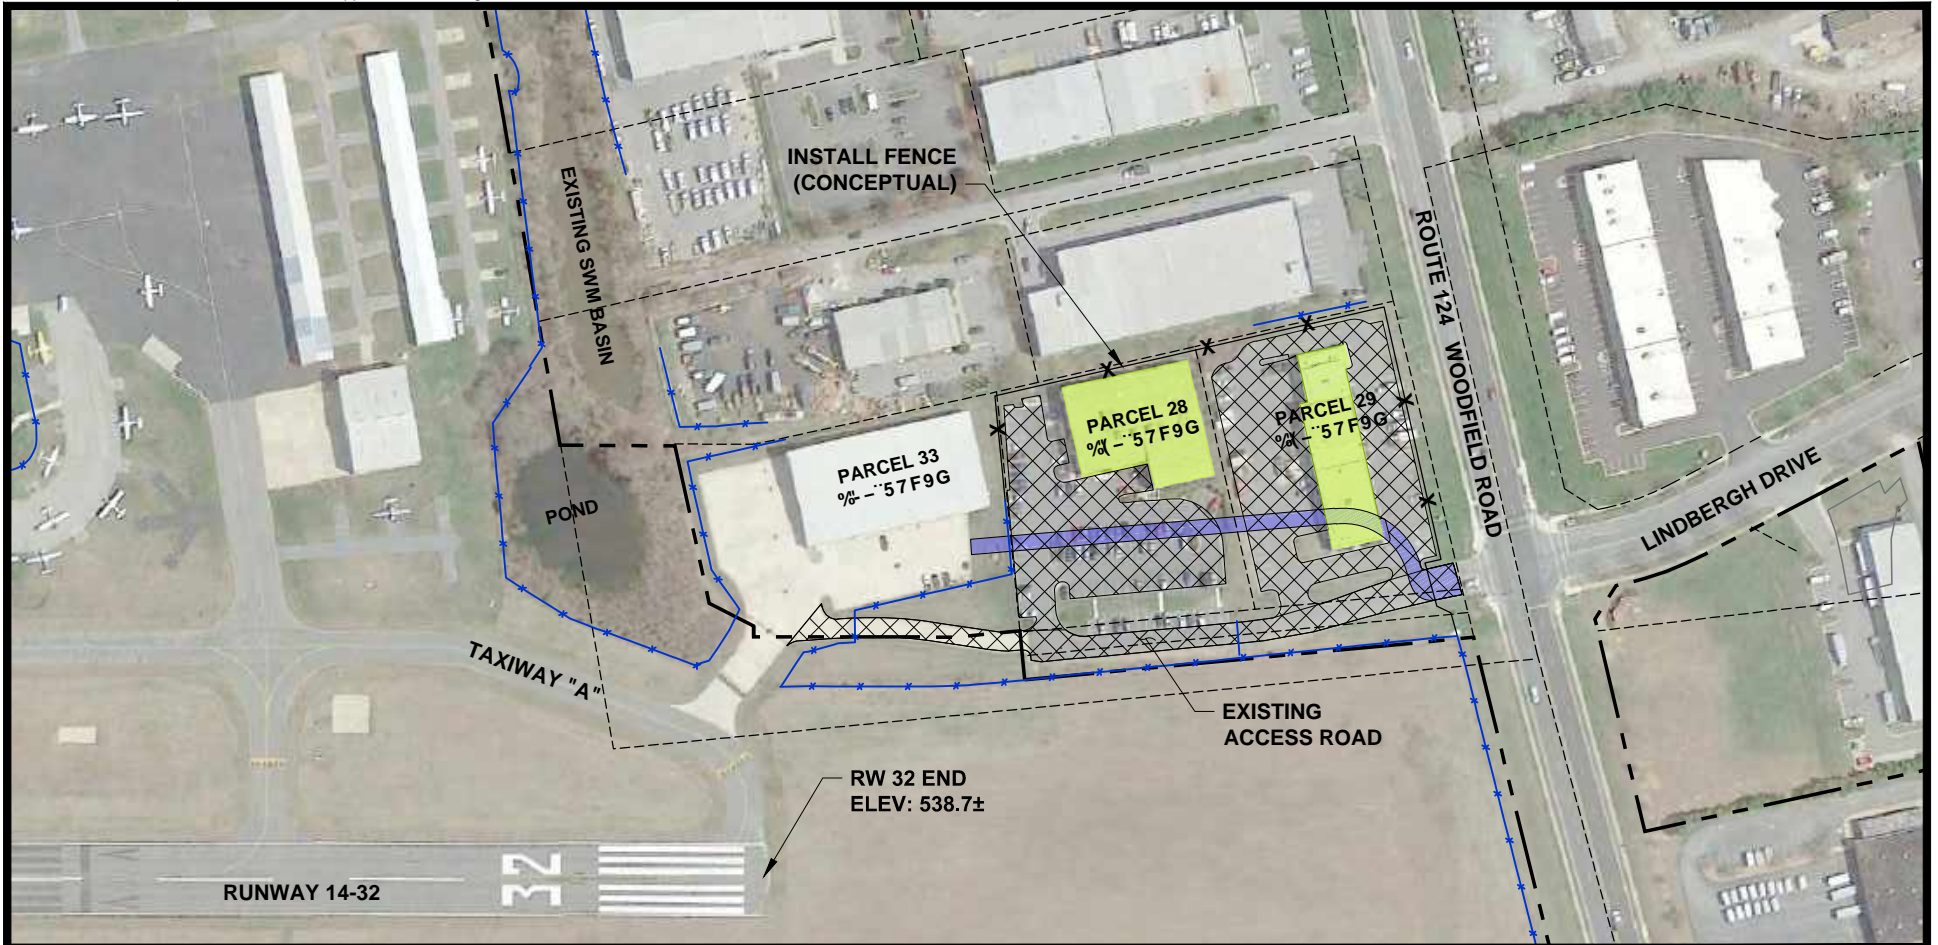 INSTALL FENCE
(CONCEPTUAL)
EXISTING SWM BASIN
ROUTE 124 WOODFIELD ROAD
PARCEL 28
PARCEL 29
PARCEL 33
POND
LINDBERGH DRIVE
TAXIWAY "A"
EXISTING
ACCESS ROAD
RW 32 END
ELEV: 538.7±
32
RUNWAY 14-32